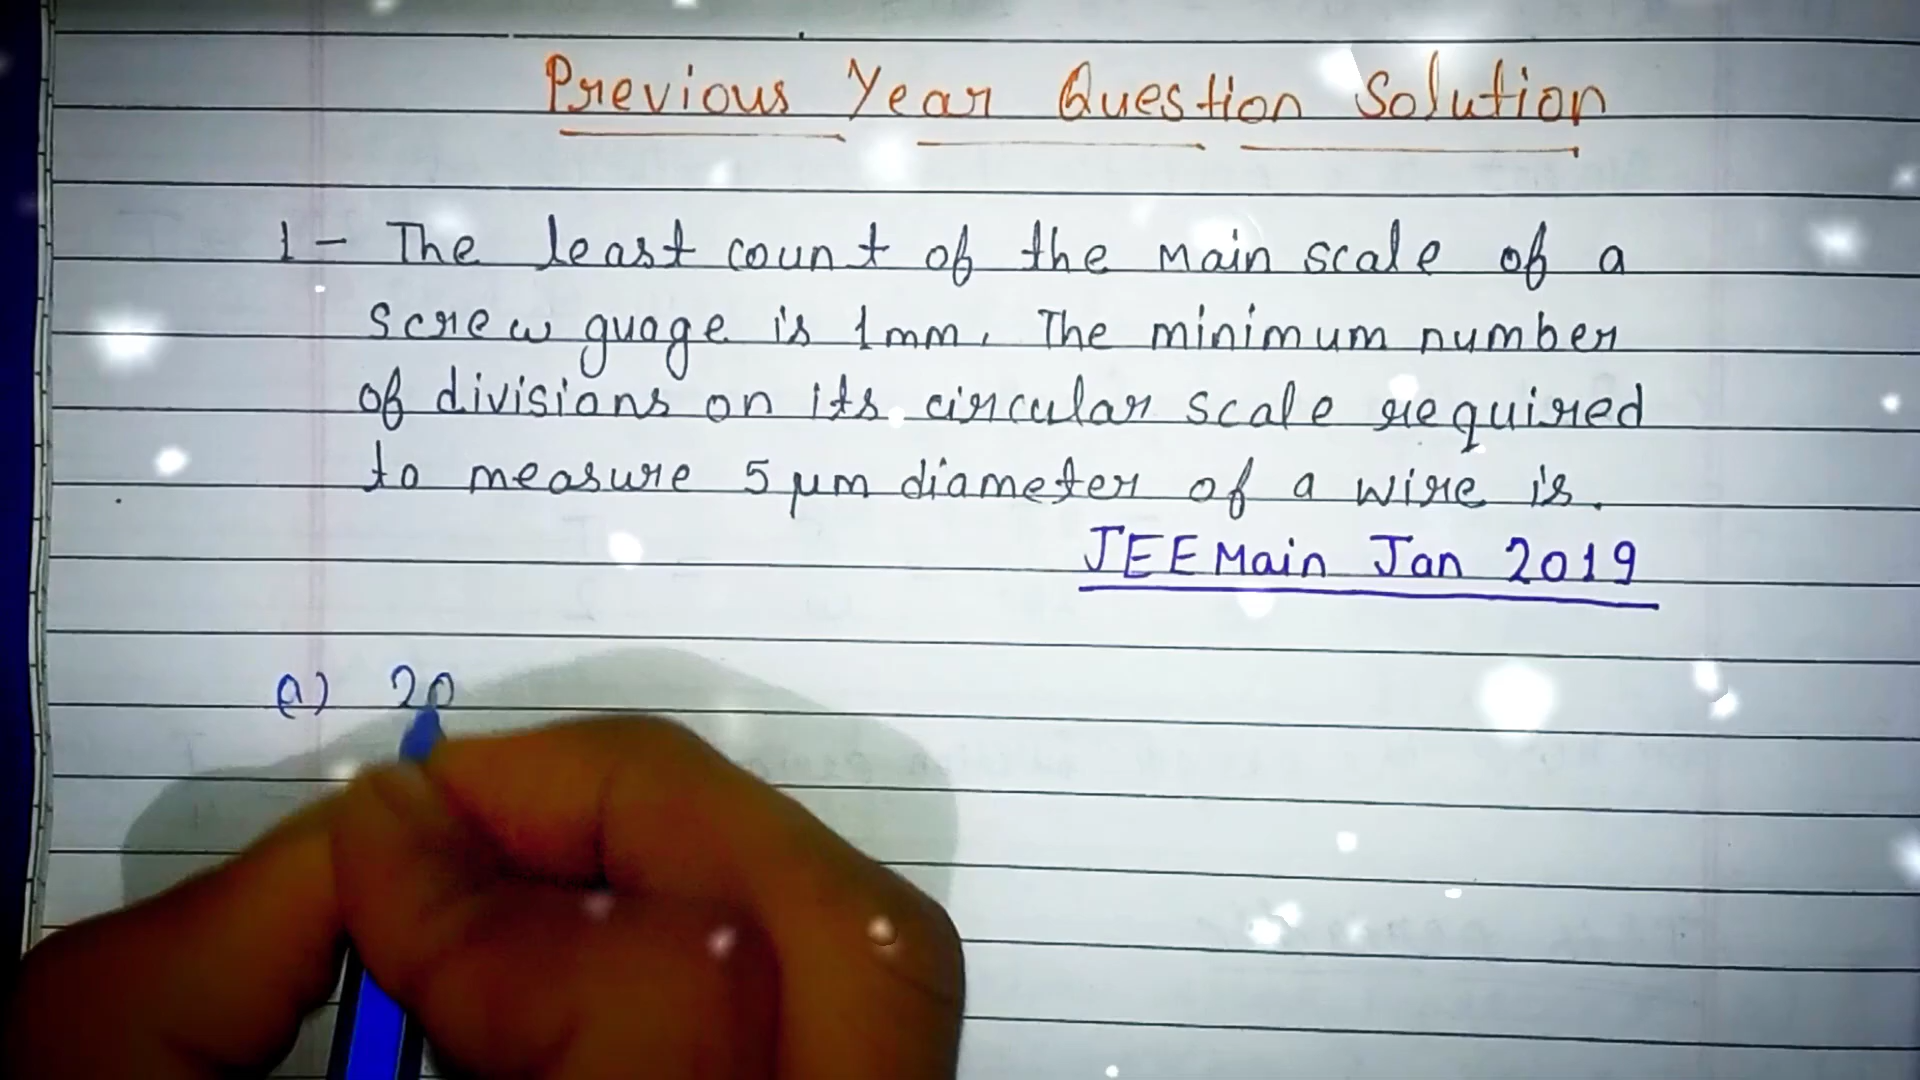 Previous Year Question Solution
1- The least count of the main scale of a
screw guage is 1mm. The minimum number
of divisions on its circular scale required
to measure 5 μm diameter of a wire is.
JEE Main Jan 2019
a) 20